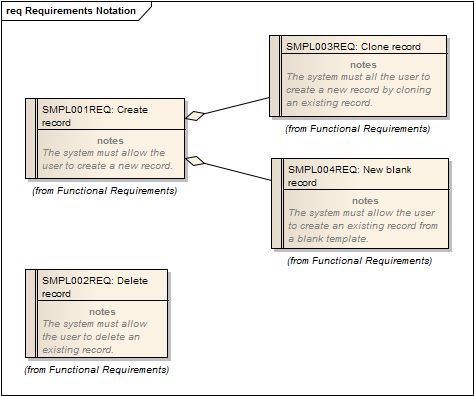 req Requirements Notation
SMPL003REQ: Clone record
notes
The system must all the user to
create a new record by cloning
an existing record.
(from Functional Requirements)
SMPL001REQ: Create
record
notes
The system must allow the
user to create a new record.
(from Functional Requirements)
SMPL004REQ: New blank
record
notes
The system must allow the user
to create an existing record from
a blank template.
(from Functional Requirements)
SMPL002REQ: Delete
record
notes
The system must allow
the user to delete an
existing record.
(from Functional Requirements)